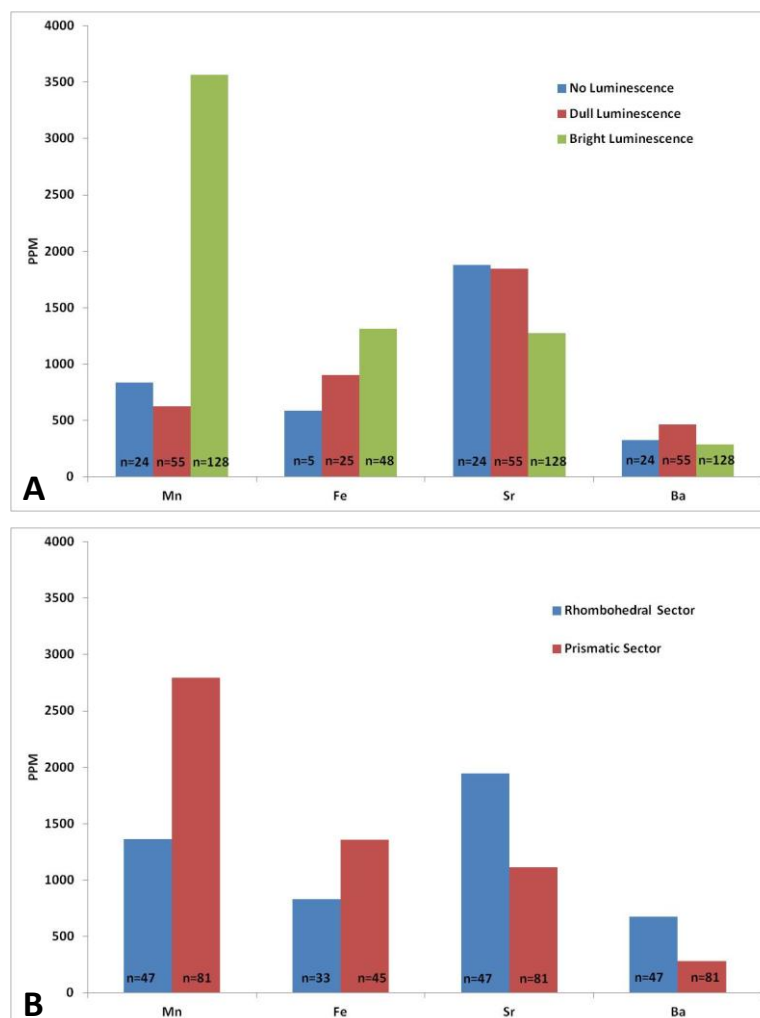 4000
3500
3000
2500
2000
1500
1000
500
0
PPM
No Luminescence
Dull Luminescence
Bright Luminescence
n=24 n=55 n=128 n=5 n=25 n=48 n=24 n=55 n=128 n=24 n=55 n=128
Mn Fe Sr Ba
A
4000
3500
3000
2500
2000
1500
1000
500
0
PPM
Rhombohedral Sector
Prismatic Sector
n=47 n=81 n=33 n=45 n=47 n=81 n=47 n=81
Mn Fe Sr Ba
B